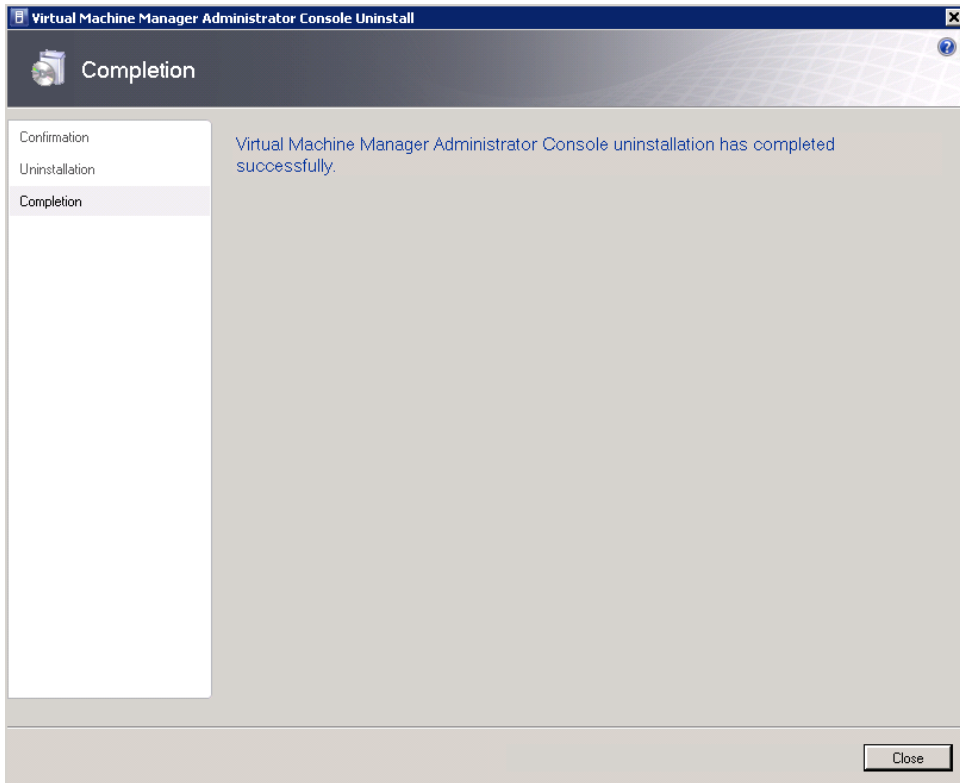 Virtual Machine Manager Administrator Console Uninstall
Completion
Confirmation
Uninstallation
Completion
Virtual Machine Manager Administrator Console uninstallation has completed
successfully.
Close